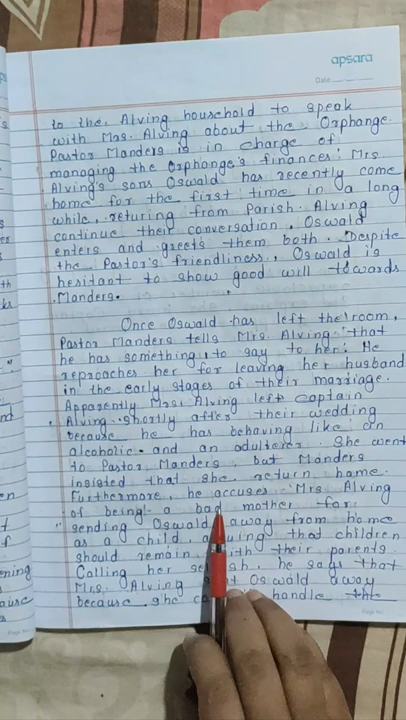 apsara
Date
to the Alving household to speak
with Mrs. Alving about the Orphange.
Pastor Manders is in charge of
managing the Orphange's finances. Mrs.
Alving's sons Oswald has recently come
home for the first time in a long
while, returing from Parish. Alving
continue their conversation, Oswald
enters and greets them both. Despite
the Pastor's friendliness, Oswald is
hesitant to show good will towards
Manders.
Once Oswald has left the room,
Pastor Manders tells Mrs. Alving that
he has something to say to her. He
reproaches her for leaving her husband
in the early stages of their marriage.
Apparently Mrs. Alving left Captain
Alving shortly after their wedding
because he has behaving like an
alcoholic and an adulterer. She went
to Pastor Manders, but Manders
insisted that she return home.
Furthermore, he accuses Mrs. Alving
of being a bad mother for
sending Oswald away from home
as a child, that children
should remain with their parents.
Calling her he says that
Mrs. Alving Oswald away
because she handle the